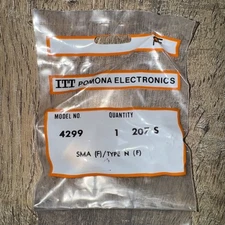 ITT POMONA ELECTRONICS
MODEL NO. QUANTITY
4299 1 207 S
SMA (F)/TYPE N (F)